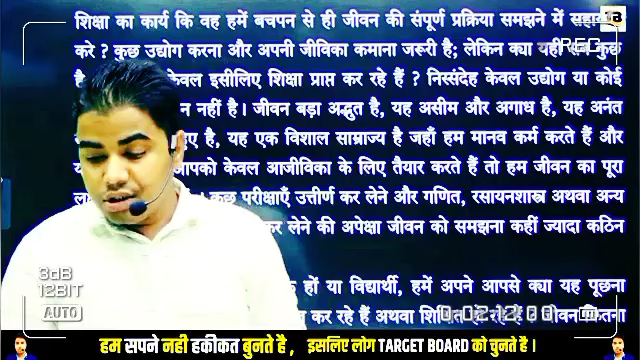 शिक्षा का कार्य कि वह हमें बचपन से ही जीवन की संपूर्ण प्रक्रिया समझने में
करे ? कुछ उद्योग करना और अपनी जीविका कमाना जरूरी है; लेकिन क्या यही कुछ
है केवल इसीलिए शिक्षा प्राप्त कर रहे हैं ? निस्संदेह केवल उद्योग या कोई
न नहीं है। जीवन बड़ा अद्भुत है, यह असीम और अगाध है, यह अनंत
है, यह एक विशाल साम्राज्य है जहाँ हम मानव कर्म करते हैं और
आपको केवल आजीविका के लिए तैयार करते हैं तो हम जीवन का पूरा
कुछ परीक्षाएँ उत्तीर्ण कर लेने और गणित, रसायनशास्त्र अथवा अन्य
कर लेने की अपेक्षा जीवन को समझना कहीं ज्यादा कठिन
हों या विद्यार्थी, हमें अपने आपसे क्या यह पूछना
कर रहे हैं अथवा रहे हैं जीवन
REC
3dB
12BIT
AUTO
हम सपने नही हकीकत बुनते है , इसलिए लोग TARGET BOARD को चुनते है ।